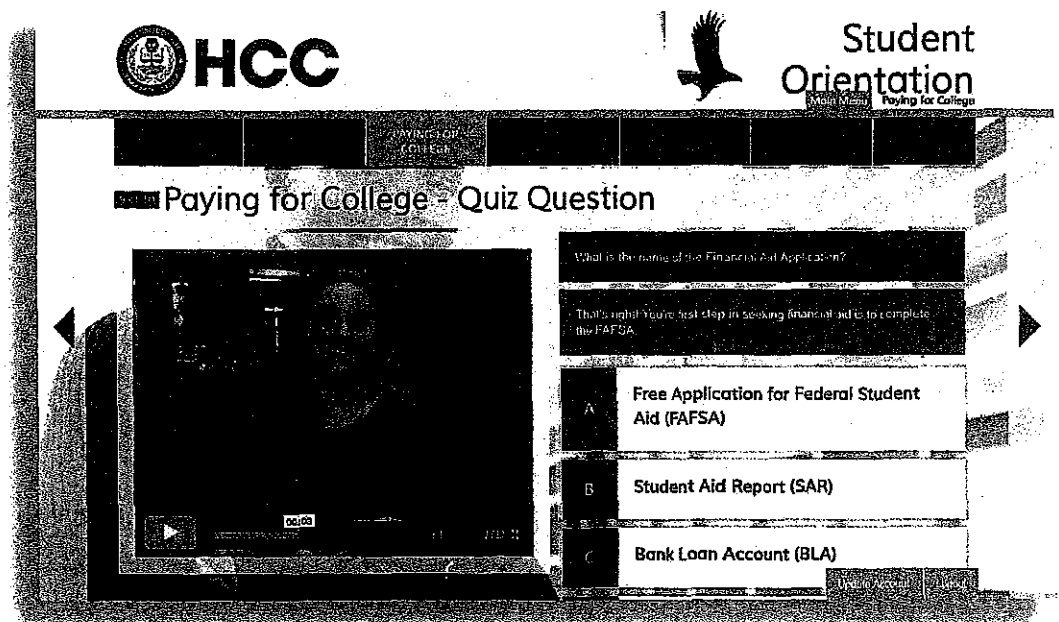 HCC
Student
Orientation
Main Menu Paying for College
PAYING FOR
COLLEGE
Paying for College - Quiz Question
What is the name of the Financial Aid Application?
That's right! You're first step in seeking financial aid is to complete
the FAFSA.
A
Free Application for Federal Student
Aid (FAFSA)
B
Student Aid Report (SAR)
C
Bank Loan Account (BLA)
00:03
Update Account